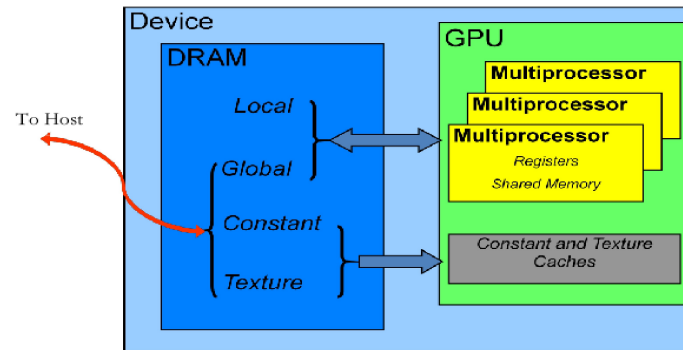 Device
DRAM
GPU
Local
Global
Constant
Texture
To Host
Multiprocessor
Multiprocessor
Multiprocessor
Registers
Shared Memory
Constant and Texture
Caches